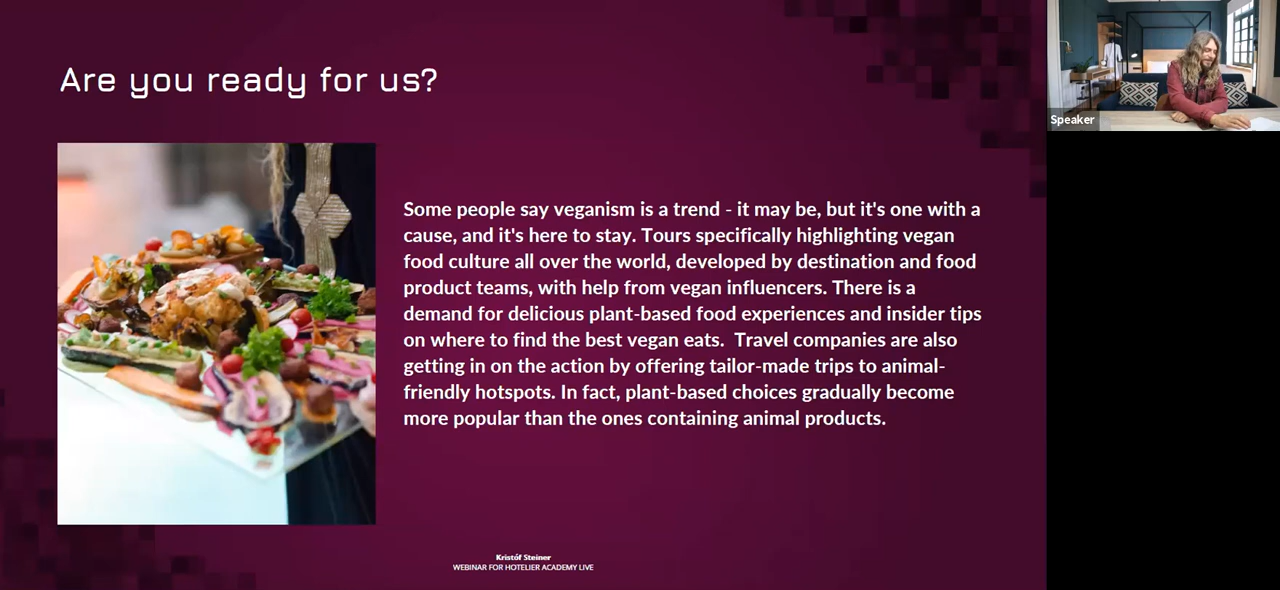 Are you ready for us?
Speaker
Some people say veganism is a trend - it may be, but it's one with a
cause, and it's here to stay. Tours specifically highlighting vegan
food culture all over the world, developed by destination and food
product teams, with help from vegan influencers. There is a
demand for delicious plant-based food experiences and insider tips
on where to find the best vegan eats.  Travel companies are also
getting in on the action by offering tailor-made trips to animal-
friendly hotspots. In fact, plant-based choices gradually become
more popular than the ones containing animal products.
Kristóf Steiner
WEBINAR FOR HOTELIER ACADEMY LIVE